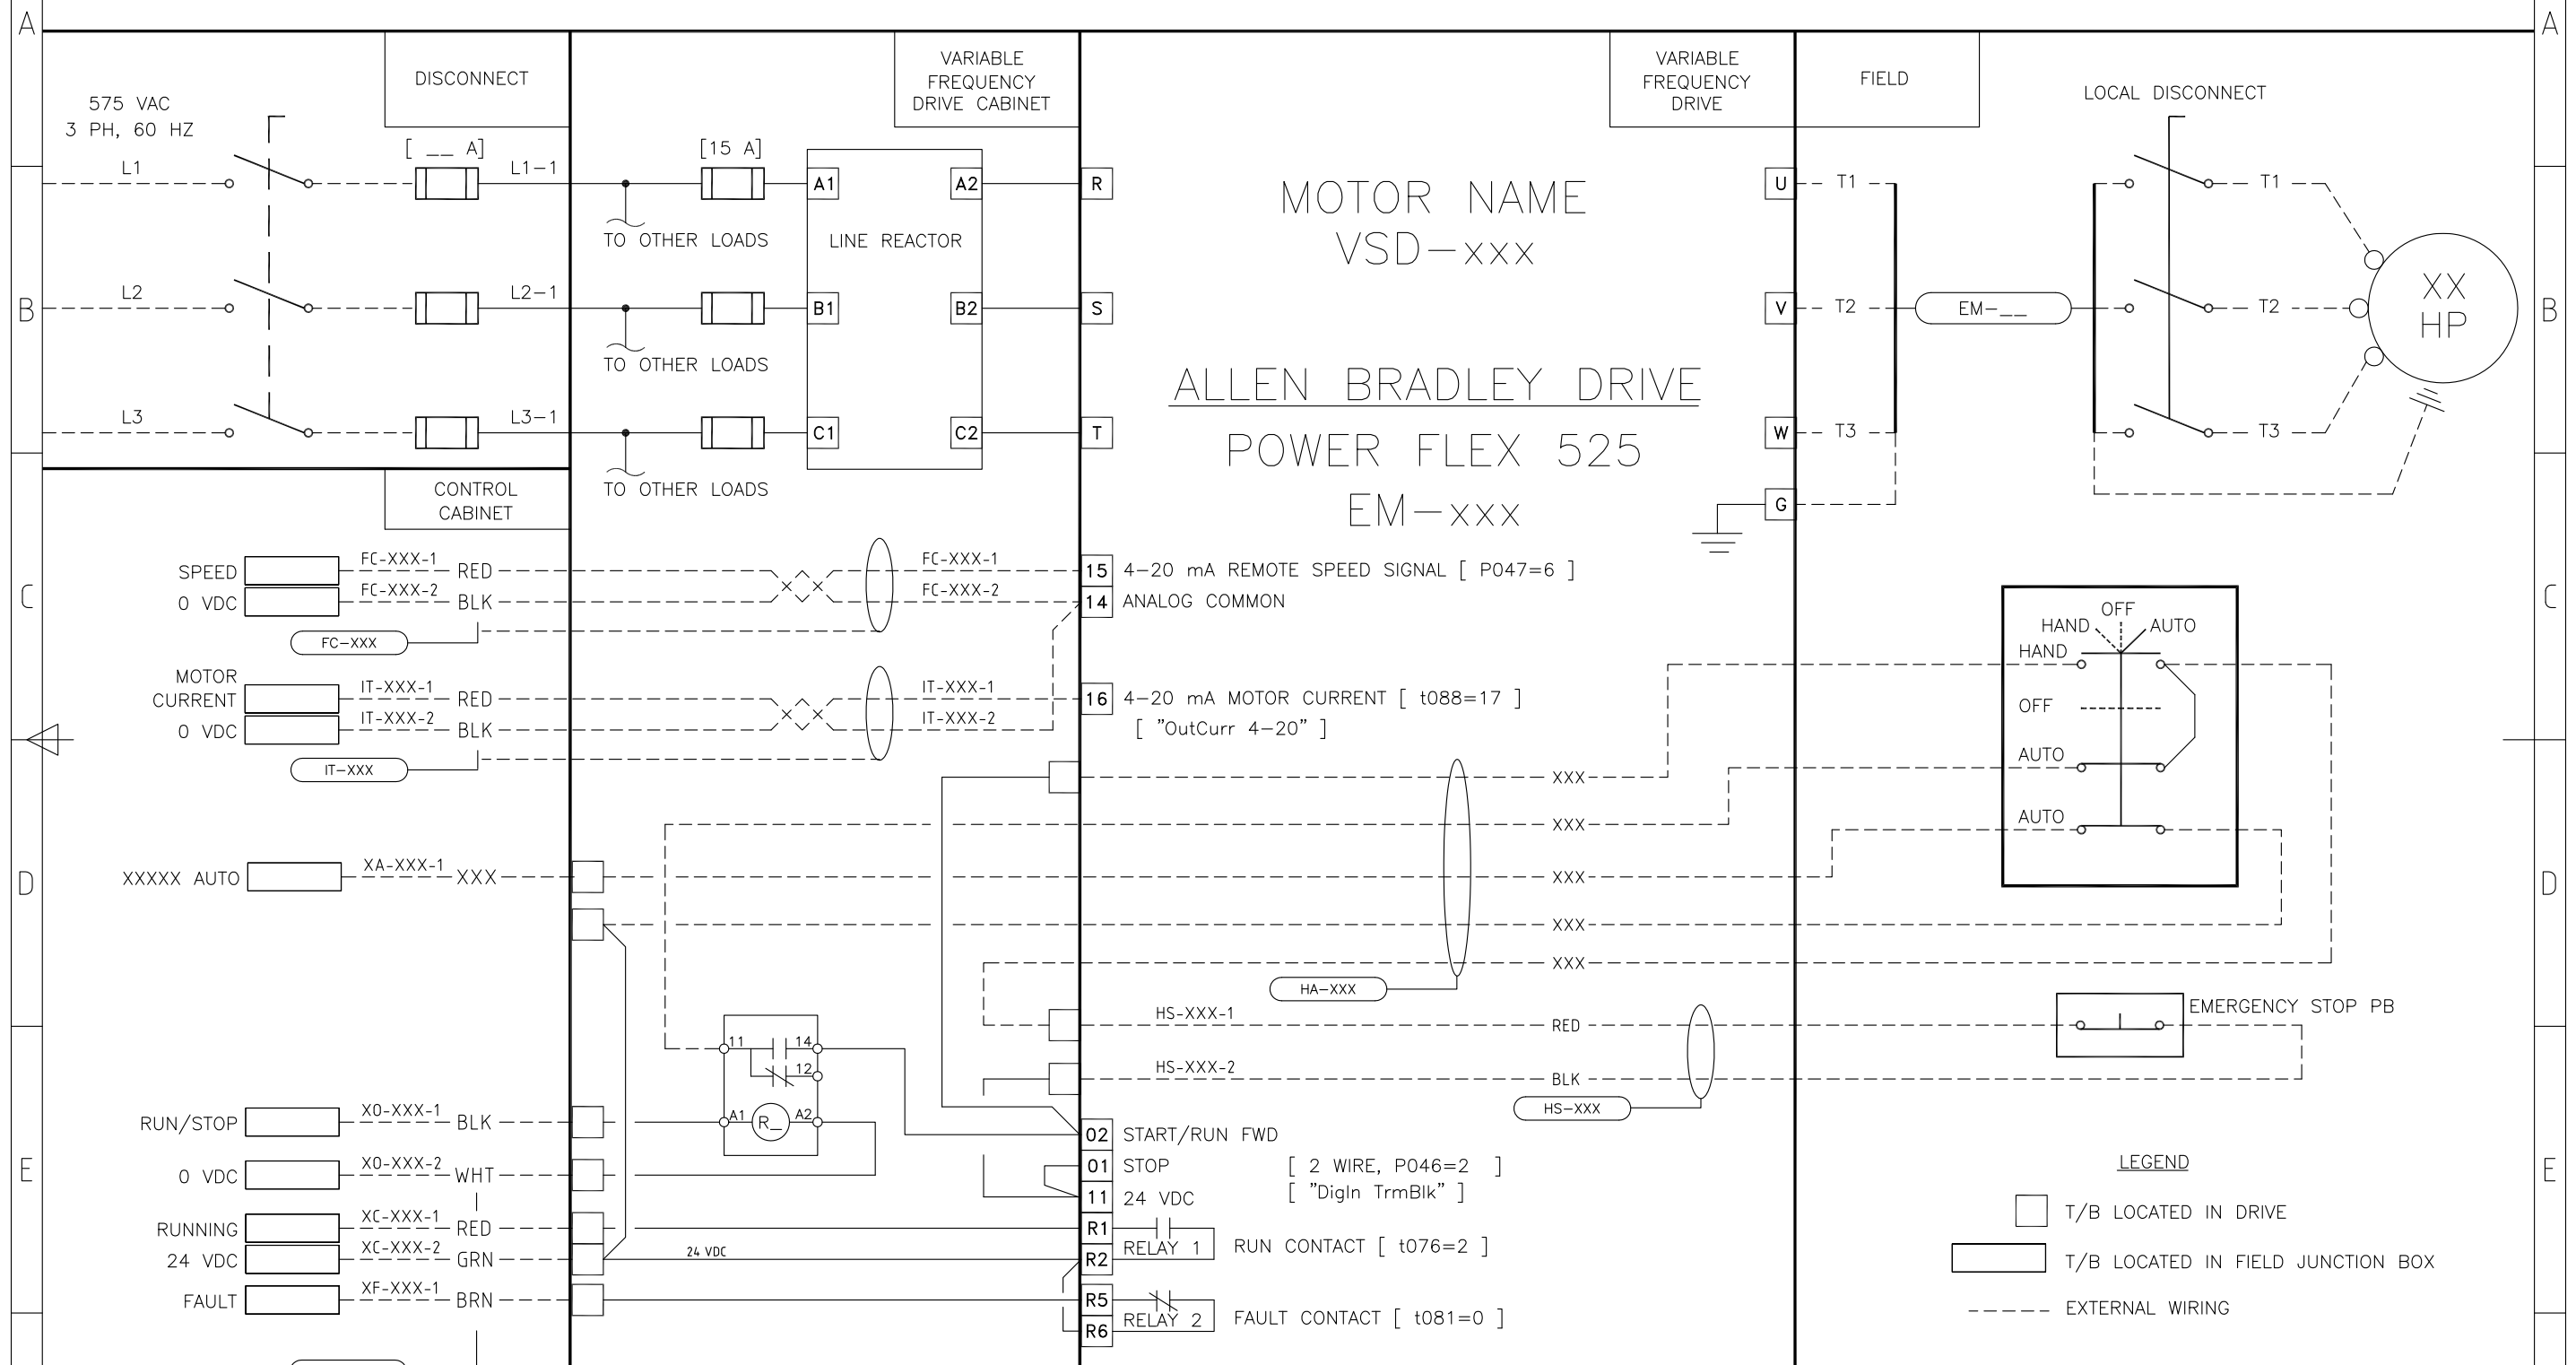 A
A
DISCONNECT
VARIABLE
FREQUENCY
DRIVE CABINET
VARIABLE
FREQUENCY
DRIVE
FIELD
LOCAL DISCONNECT
575 VAC
3 PH, 60 HZ
[ __ A]
[15 A]
L1
L1-1
A1
A2
R
U
T1
T1
TO OTHER LOADS
LINE REACTOR
MOTOR NAME
VSD-xxx
B
L2
L2-1
B1
B2
S
V
T2
EM-__
T2
XX
HP
B
TO OTHER LOADS
ALLEN BRADLEY DRIVE
L3
L3-1
C1
C2
T
W
T3
T3
POWER FLEX 525
TO OTHER LOADS
EM-xxx
G
CONTROL
CABINET
C
C
SPEED
FC-XXX-1
RED
FC-XXX-1
15
4-20 mA REMOTE SPEED SIGNAL [ P047=6 ]
0 VDC
FC-XXX-2
BLK
FC-XXX-2
14
ANALOG COMMON
FC-XXX
MOTOR
CURRENT
IT-XXX-1
RED
IT-XXX-1
16
4-20 mA MOTOR CURRENT [ t088=17 ]
0 VDC
IT-XXX-2
BLK
IT-XXX-2
[ "OutCurr 4-20" ]
IT-XXX
OFF
HAND
AUTO
HAND
OFF
AUTO
AUTO
XXX
XXX
D
D
XXXXX AUTO
XA-XXX-1
XXX
XXX
XXX
XXX
HA-XXX
HS-XXX-1
RED
EMERGENCY STOP PB
HS-XXX-2
BLK
HS-XXX
11
14
12
A1
R_
A2
E
E
RUN/STOP
XO-XXX-1
BLK
02
START/RUN FWD
0 VDC
XO-XXX-2
WHT
01
STOP
[ 2 WIRE, P046=2 ]
11
24 VDC
[ "DigIn TrmBlk" ]
RUNNING
XC-XXX-1
RED
R1
RELAY 1
RUN CONTACT [ t076=2 ]
24 VDC
XC-XXX-2
GRN
24 VDC
R2
FAULT
XF-XXX-1
BRN
R5
RELAY 2
FAULT CONTACT [ t081=0 ]
R6
LEGEND
T/B LOCATED IN DRIVE
T/B LOCATED IN FIELD JUNCTION BOX
EXTERNAL WIRING